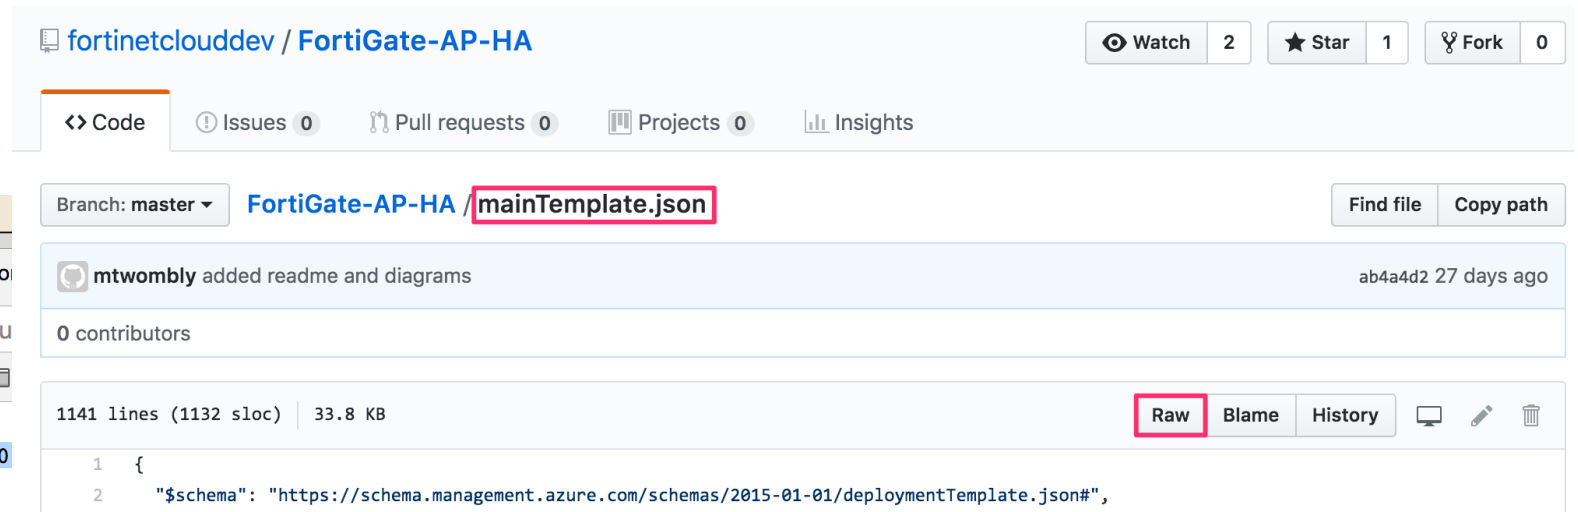 fortinetclouddev / FortiGate-AP-HA
Watch 2 Star 1 Fork 0
Code Issues 0 Pull requests 0 Projects 0 Insights
Branch: master FortiGate-AP-HA / mainTemplate.json Find file Copy path
mtwombly added readme and diagrams ab4a4d2 27 days ago
0 contributors
1141 lines (1132 sloc) 33.8 KB Raw Blame History
1 {
2 "$schema": "https://schema.management.azure.com/schemas/2015-01-01/deploymentTemplate.json#",